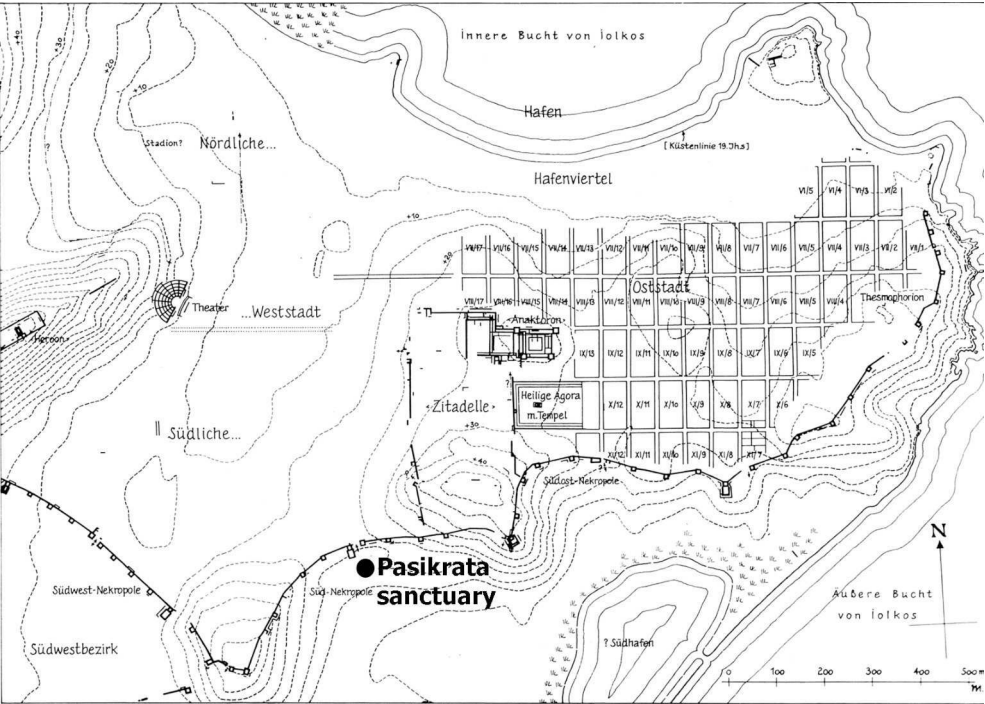 +40
+30
+20
+10
innere Bucht von Iolkos
Hafen
[Küstenlinie 19.Jhs]
Stadion?
Nördliche...
Hafenviertel
+10
+20
VI/5 VI/4 VI/3 VI/2
VII/17 VII/16 VII/15 VII/14 VII/13 VII/12 VII/11 VII/10 VII/9 VII/8 VII/7 VII/6 VII/5 VII/4 VII/3 VII/2 VII/1
VIII/17 VIII/16 VIII/15 VIII/14 VIII/13 VIII/12 VIII/11 VIII/10 VIII/9 VIII/8 VIII/7 VIII/6 VIII/5 VIII/4
Oststadt
Thesmophorion
Theater
...Weststadt
Anaktoron
Heroon
IX/13 IX/12 IX/11 IX/10 IX/9 IX/8 IX/7 IX/6 IX/5
?
Heilige Agora
m.Tempel
Zitadelle
X/12 X/11 X/10 X/9 X/8 X/7 X/6
+30
Südliche...
XI/12 XI/11 XI/10 XI/9 XI/8 XI/7
+40
Südost-Nekropole
N
Pasikrata
sanctuary
Südwest-Nekropole
Süd-Nekropole
Äußere Bucht
von Iolkos
Südwestbezirk
? Südhafen
0 100 200 300 400 500 m
m.